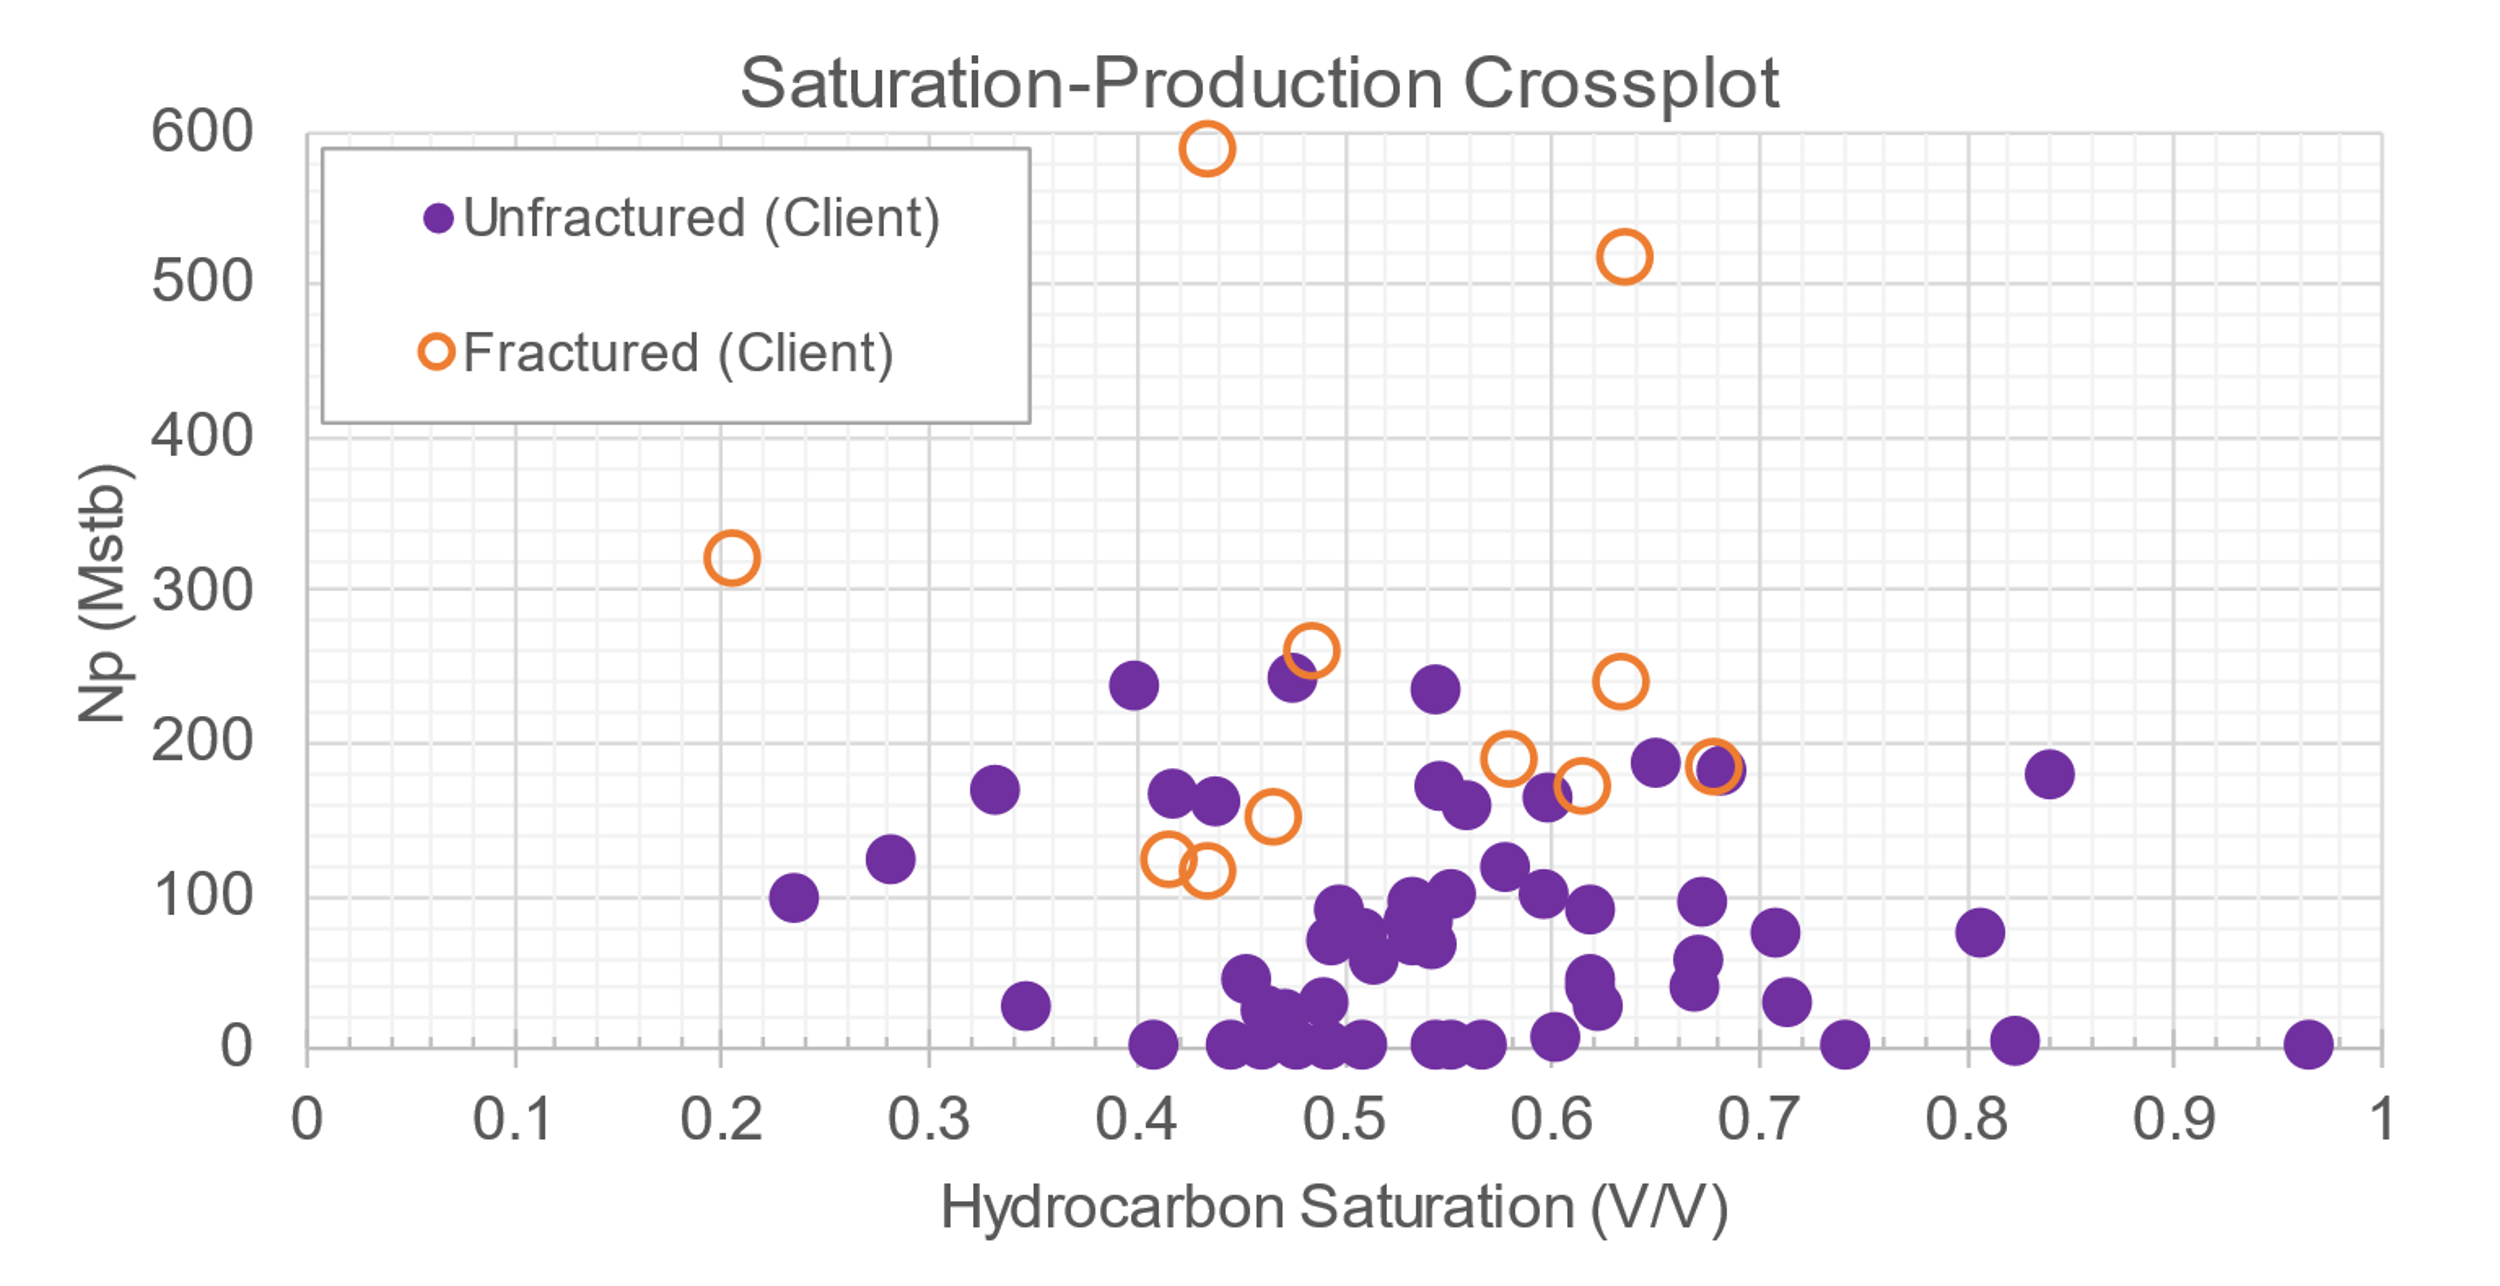 Saturation-Production Crossplot
600
500
400
300
200
100
0
Np (Mstb)
Unfractured (Client)
Fractured (Client)
0 0.1 0.2 0.3 0.4 0.5 0.6 0.7 0.8 0.9 1
Hydrocarbon Saturation (V/V)